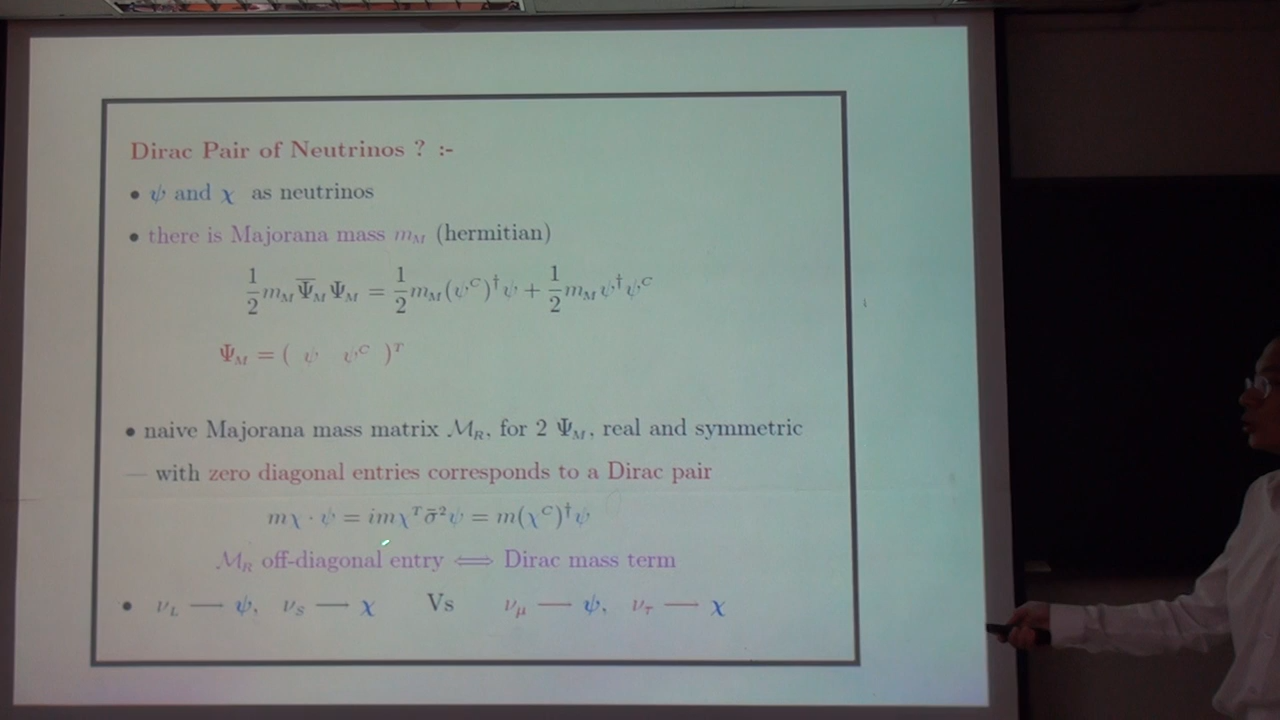 Dirac Pair of Neutrinos ? :-
• ψ and χ as neutrinos
• there is Majorana mass m_M (hermitian)
½ m_M Ψ̅_M Ψ_M = ½ m_M (ψ^C)^† ψ + ½ m_M ψ^† ψ^C
Ψ_M = ( ψ ψ^C )^T
• naive Majorana mass matrix ℳ_R, for 2 Ψ_M, real and symmetric
— with zero diagonal entries corresponds to a Dirac pair
mχ · ψ = imχ^T σ̄² ψ = m(χ^C)^† ψ
ℳ_R off-diagonal entry ⟺ Dirac mass term
• ν_L — ψ, ν_S — χ Vs ν_μ — ψ, ν_τ — χ